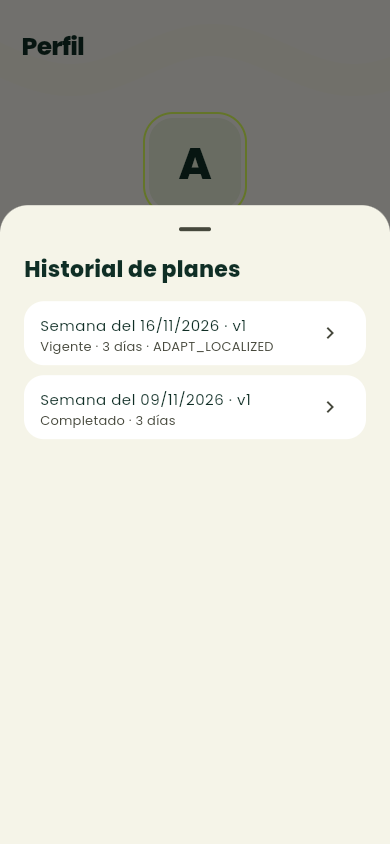 Perfil
A
Historial de planes
Semana del 16/11/2026 · v1
Vigente · 3 días · ADAPT_LOCALIZED
Semana del 09/11/2026 · v1
Completado · 3 días